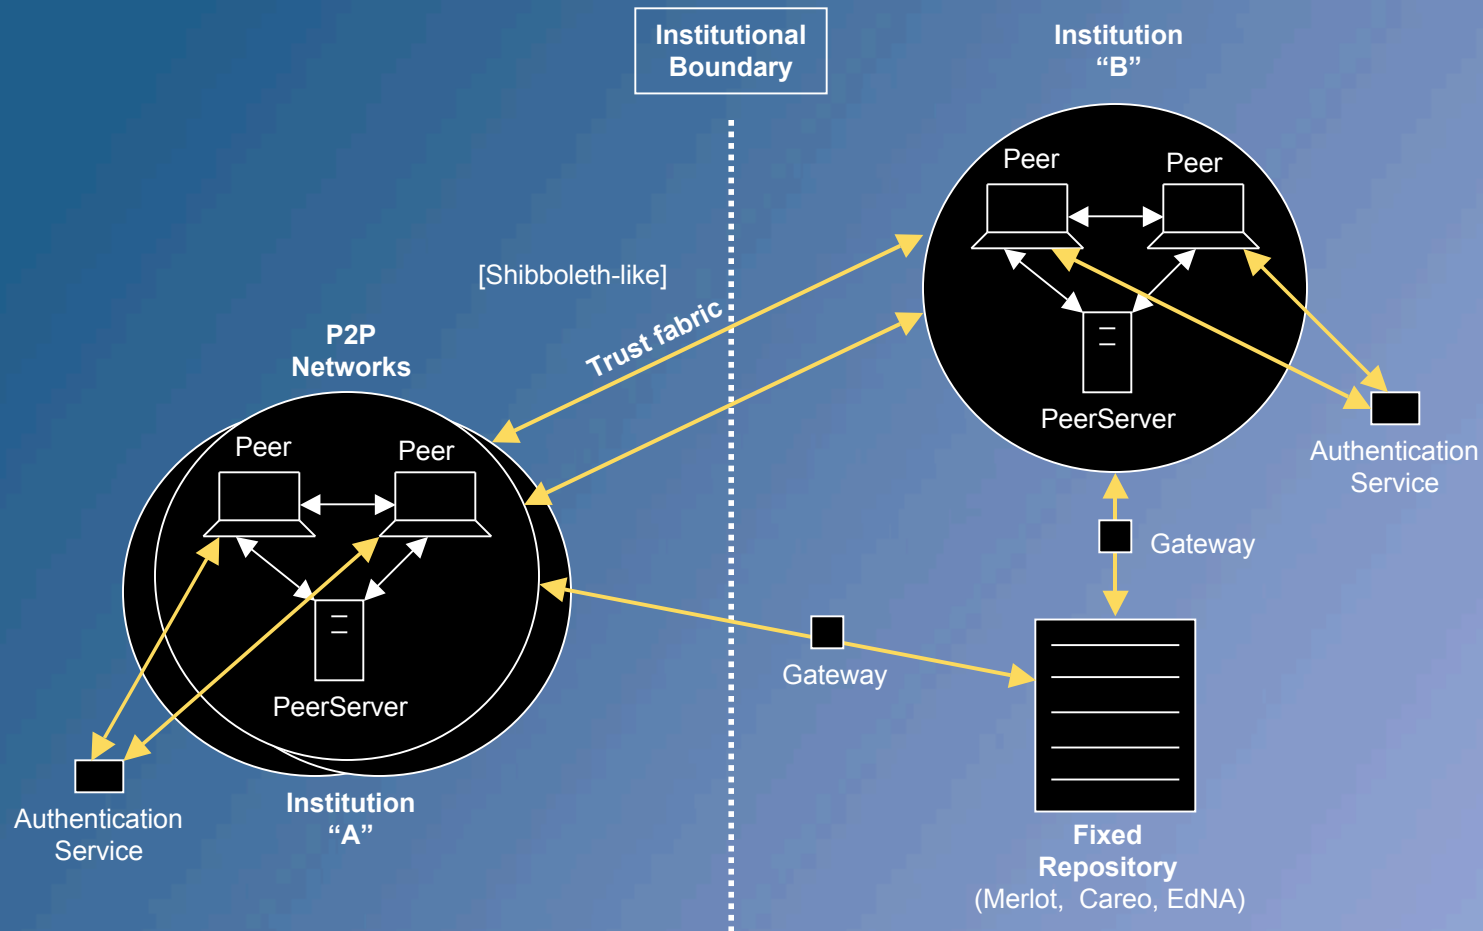 Institutional
Boundary
Institution
“B”
Peer
Peer
[Shibboleth-like]
Trust fabric
P2P
Networks
PeerServer
Authentication
Service
Peer
Peer
Gateway
Gateway
PeerServer
Authentication
Service
Institution
“A”
Fixed
Repository
(Merlot, Careo, EdNA)